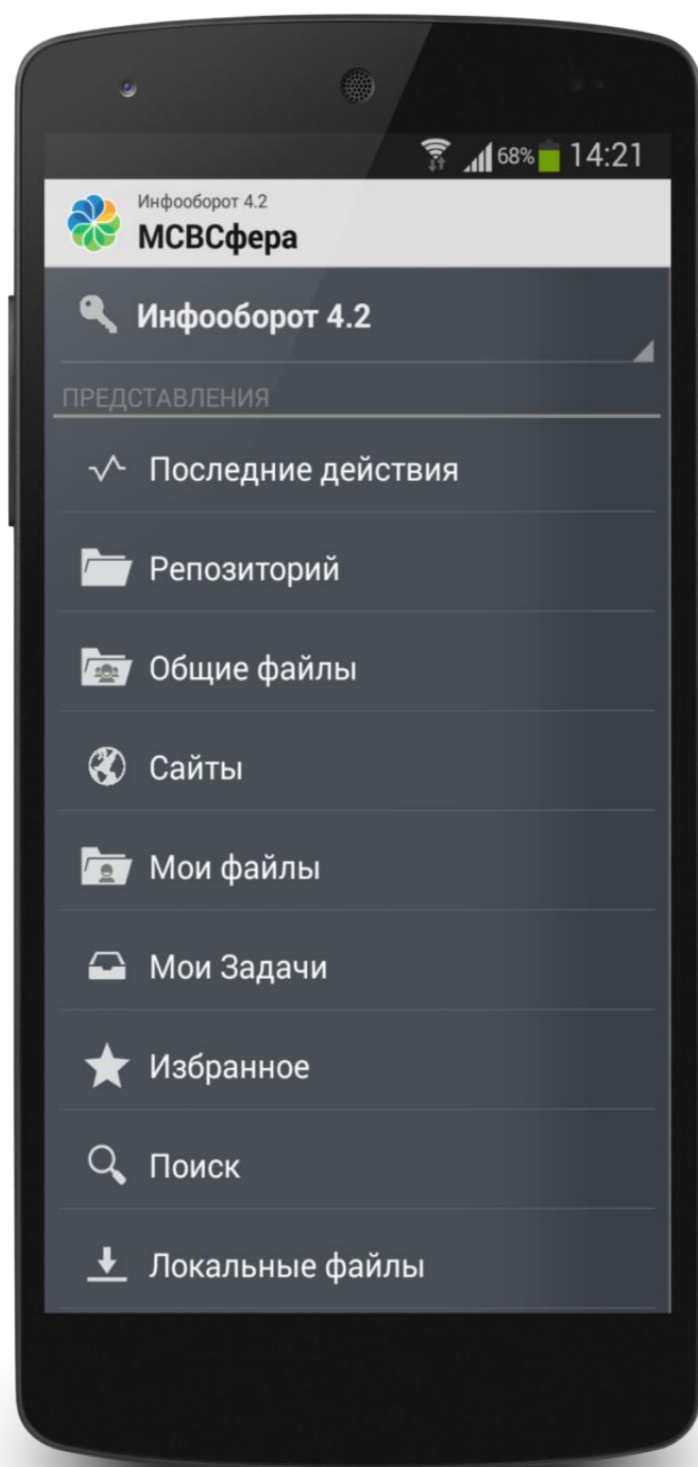 68% 14:21
Инфооборот 4.2
МСВСфера
Инфооборот 4.2
ПРЕДСТАВЛЕНИЯ
Последние действия
Репозиторий
Общие файлы
Сайты
Мои файлы
Мои Задачи
Избранное
Поиск
Локальные файлы